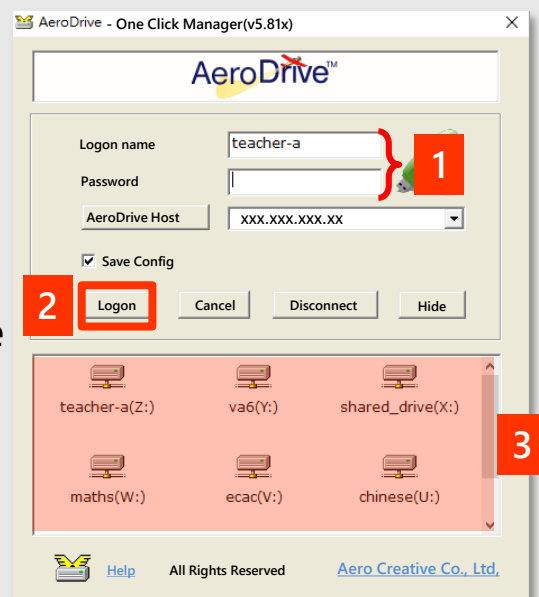 AeroDrive - One Click Manager(v5.81x)
AeroDrive™
Logon name teacher-a
1
Password
AeroDrive Host xxx.xxx.xxx.xx
Save Config
2 Logon Cancel Disconnect Hide
e
teacher-a(Z:) va6(Y:) shared_drive(X:)
3
maths(W:) ecac(V:) chinese(U:)
Help All Rights Reserved Aero Creative Co., Ltd,